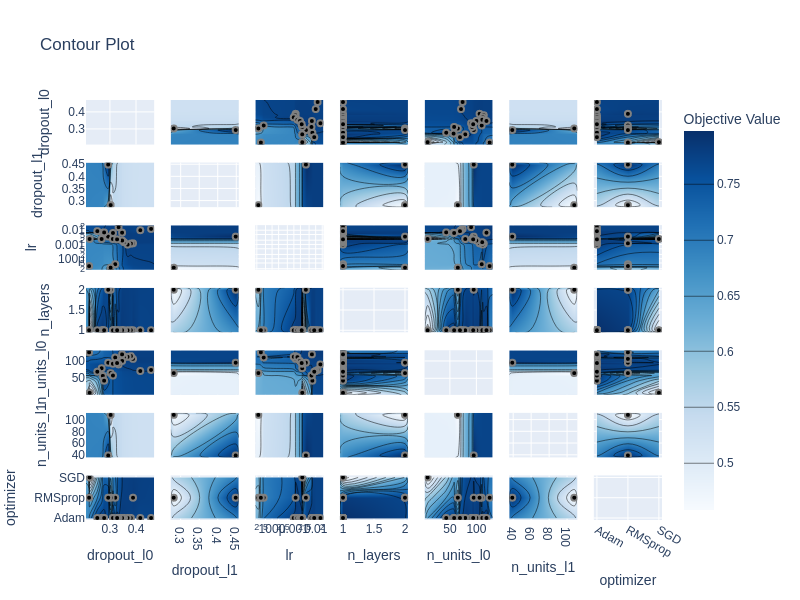 Contour Plot
Objective Value
dropout_l0
0.4
0.3
dropout_l1
0.45
0.4
0.35
0.3
lr
0.01
0.001
n_layers
2
1.5
1
n_units_l0
100
50
n_units_l1
100
80
60
40
optimizer
SGD
RMSprop
Adam
0.75
0.7
0.65
0.6
0.55
0.5
0.3 0.4
0.3 0.35 0.4 0.45
0.01
1 1.5 2
50 100
40 60 80 100
Adam RMSprop SGD
dropout_l0
dropout_l1
lr
n_layers
n_units_l0
n_units_l1
optimizer